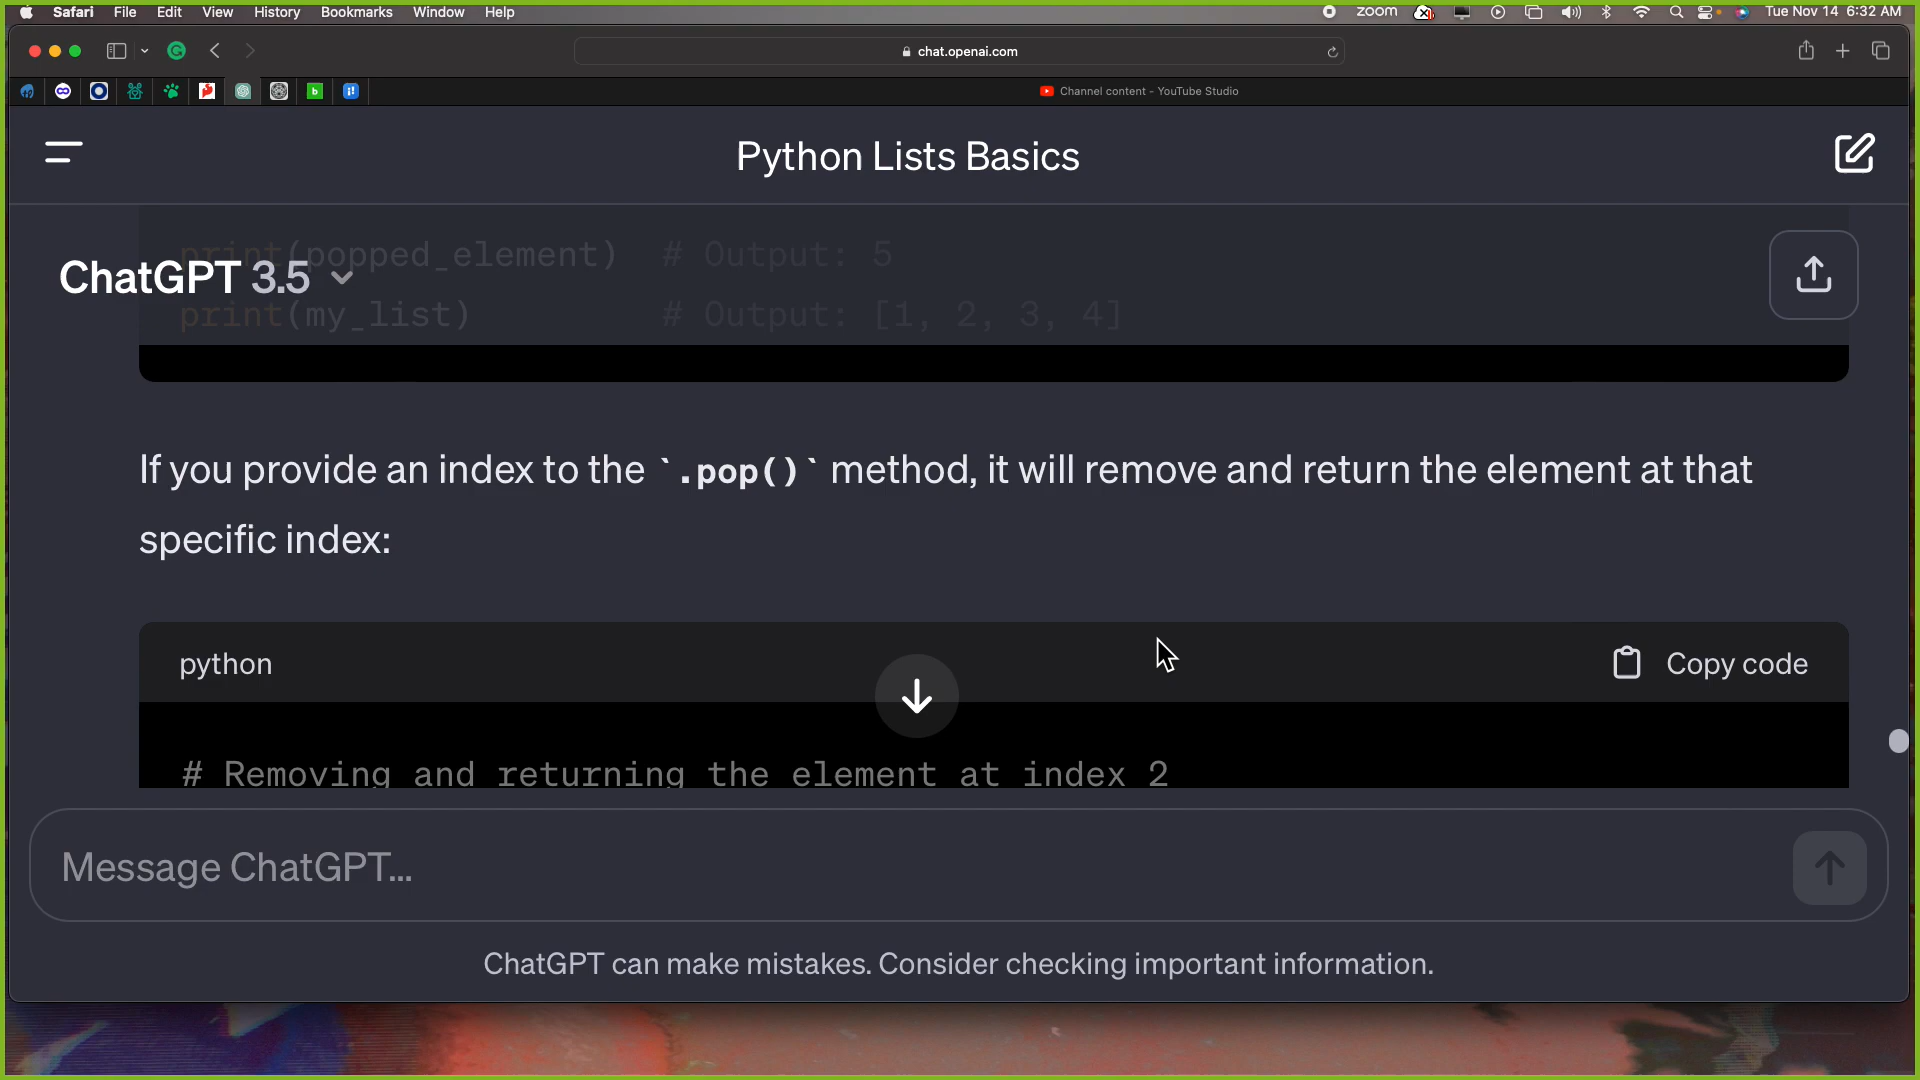 Safari File Edit View History Bookmarks Window Help zoom Tue Nov 14 6:32 AM
chat.openai.com
Channel content - YouTube Studio
Python Lists Basics
print(popped_element) # Output: 5
ChatGPT 3.5
print(my_list) # Output: [1, 2, 3, 4]
If you provide an index to the `.pop()` method, it will remove and return the element at that
specific index:
python Copy code
# Removing and returning the element at index 2
Message ChatGPT...
ChatGPT can make mistakes. Consider checking important information.